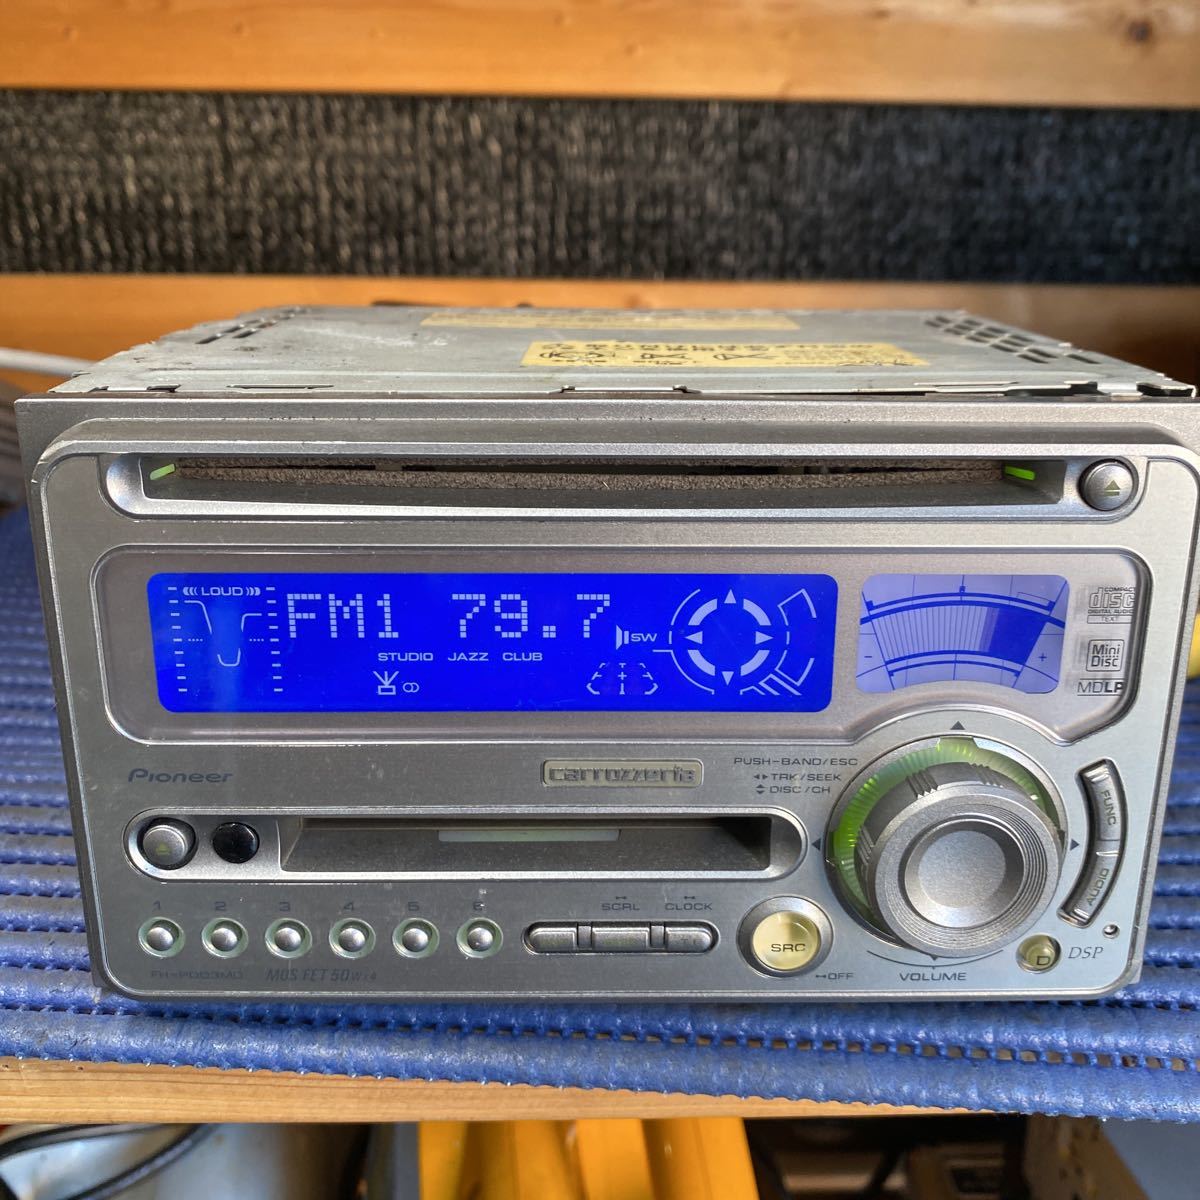 LOUD
FM1 79.7
SW
STUDIO JAZZ CLUB
- +
COMPACT
disc
DIGITAL AUDIO
TEXT
Mini
Disc
MDLP
Pioneer
carrozzeria
PUSH-BAND/ESC
TRK/SEEK
DISC/CH
FUNC
AUDIO
1 2 3 4 5 6
SCRL CLOCK
SRC
OFF
VOLUME
D DSP
FH-P003MD MOS FET 50W×4